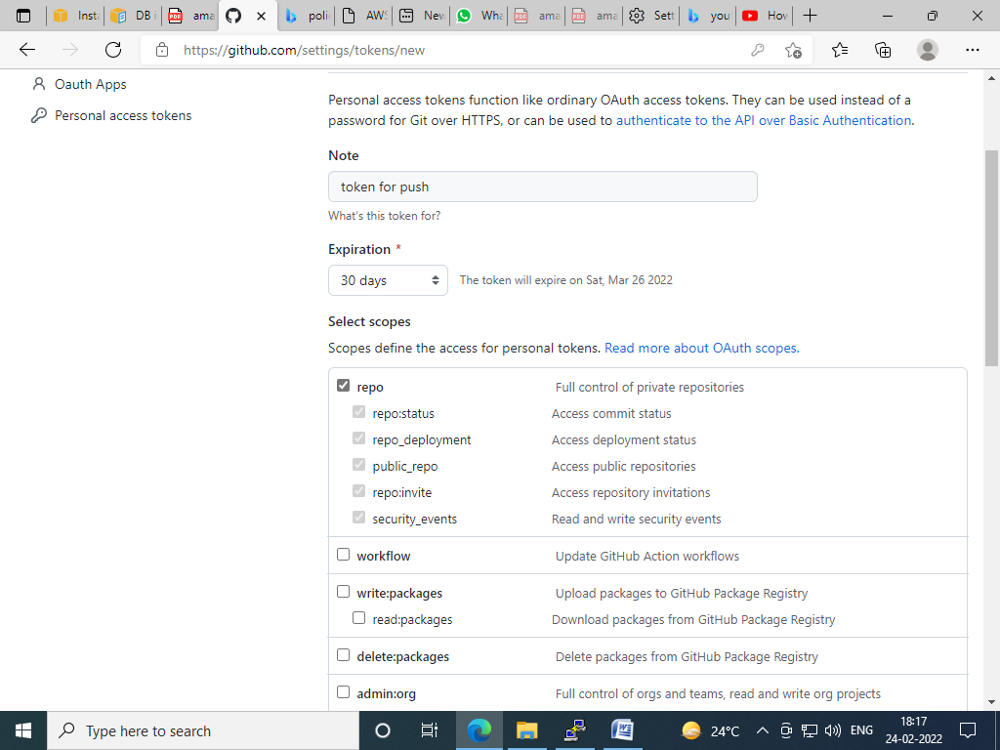 Inst
DB i
ama
poli
AWS
New
Wha
ama
ama
Sett
you
How
https://github.com/settings/tokens/new
Oauth Apps
Personal access tokens
Personal access tokens function like ordinary OAuth access tokens. They can be used instead of a
password for Git over HTTPS, or can be used to authenticate to the API over Basic Authentication.
Note
token for push
What's this token for?
Expiration *
30 days The token will expire on Sat, Mar 26 2022
Select scopes
Scopes define the access for personal tokens. Read more about OAuth scopes.
repo Full control of private repositories
repo:status Access commit status
repo_deployment Access deployment status
public_repo Access public repositories
repo:invite Access repository invitations
security_events Read and write security events
workflow Update GitHub Action workflows
write:packages Upload packages to GitHub Package Registry
read:packages Download packages from GitHub Package Registry
delete:packages Delete packages from GitHub Package Registry
admin:org Full control of orgs and teams, read and write org projects
Type here to search
24°C
ENG
18:17
24-02-2022